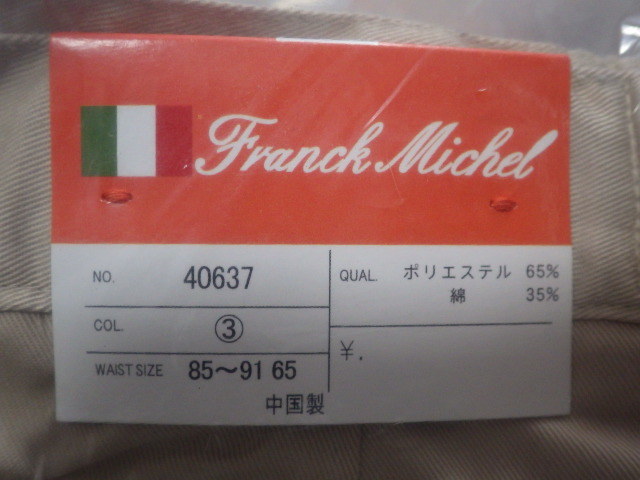 Franck Michel
NO. 40637
COL. ③
WAIST SIZE 85〜91 65
QUAL. ポリエステル 65%
綿 35%
¥.
中国製